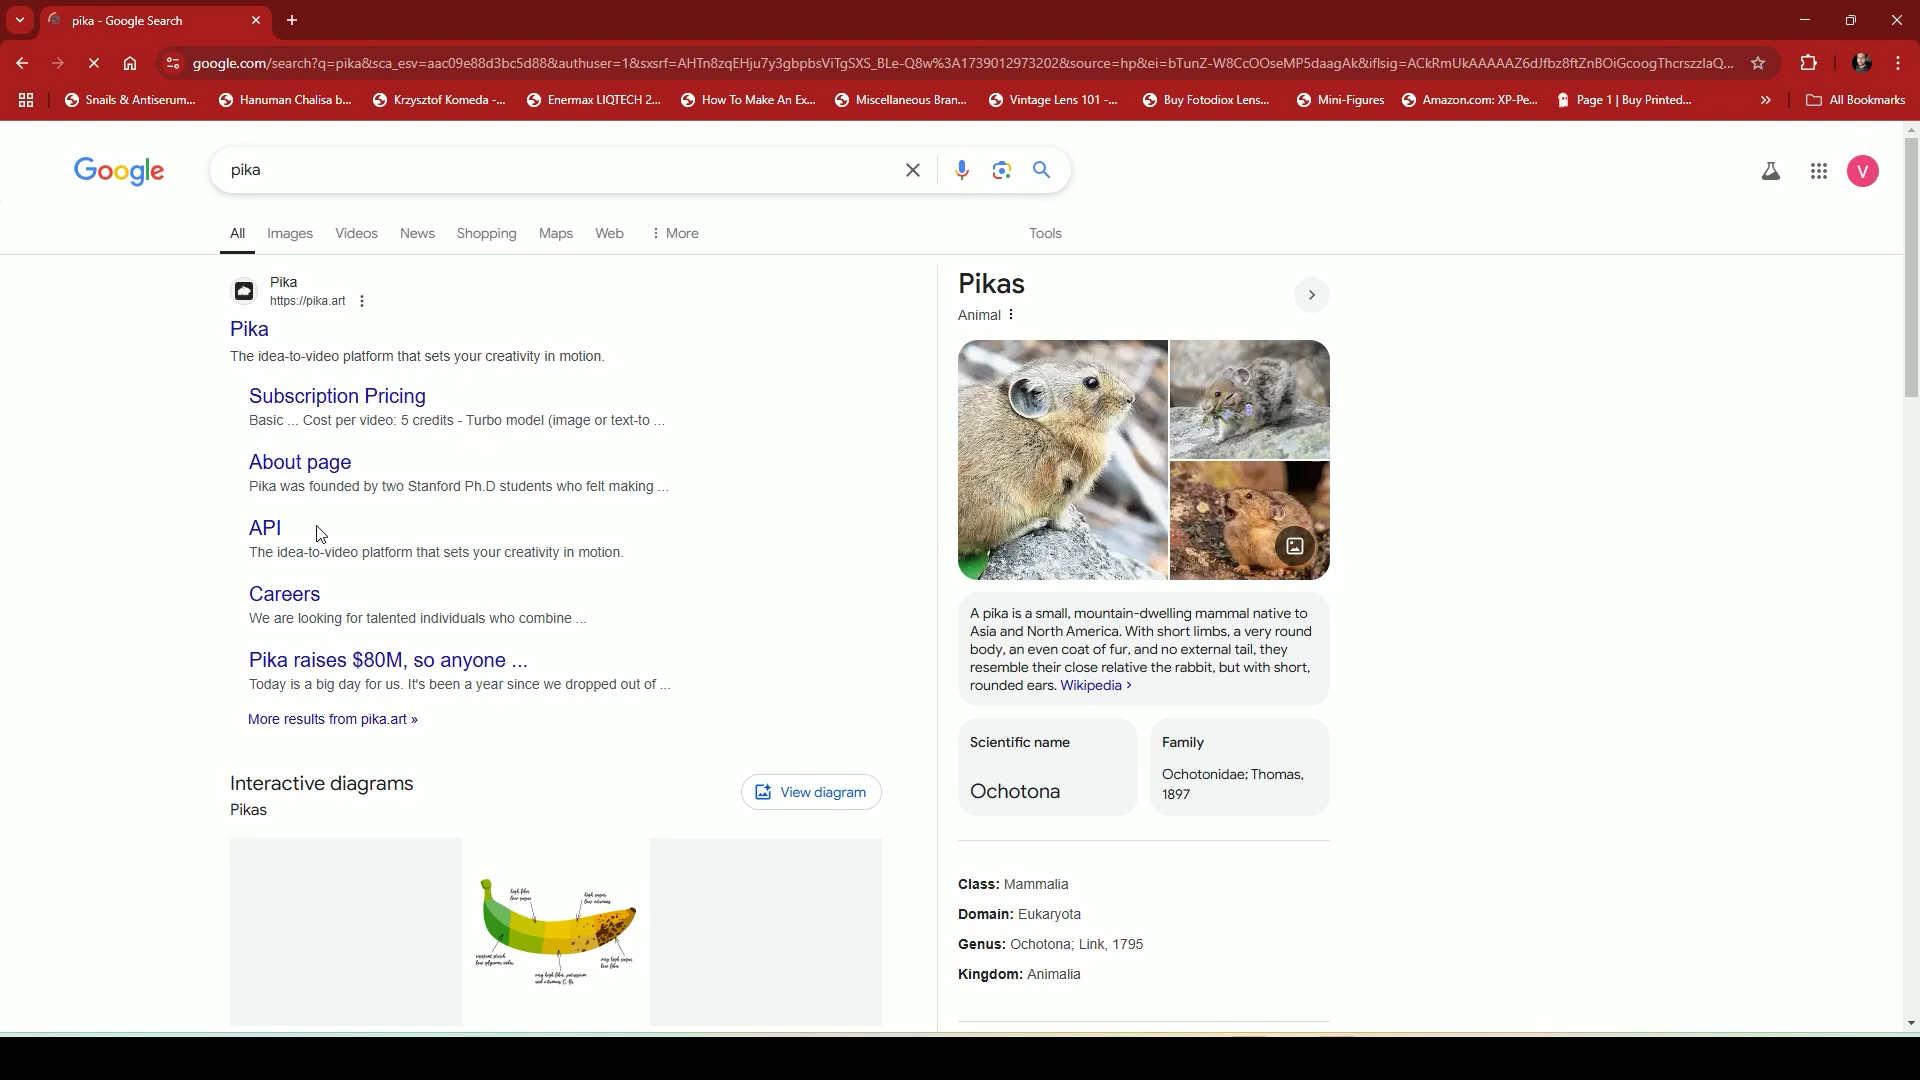 pika - Google Search
google.com/search?q=pika&sca_esv=aac09e88d3bc5d88&authuser=1&sxsrf=AHTn8zqEHju7y3gbpbsViTgSXS_BLe-Q8w%3A1739012973202&source=hp&ei=bTunZ-W8CcOOseMP5daagAk&iflsig=ACkRmUkAAAAAZ6dJfbz8ftZnBOiGcoogThcrszzlaQ...
Snails & Antiserum... Hanuman Chalisa b... Krzysztof Komeda -... Enermax LIQTECH 2... How To Make An Ex... Miscellaneous Bran... Vintage Lens 101 -... Buy Fotodiox Lens... Mini-Figures Amazon.com: XP-Pe... Page 1 | Buy Printed... » All Bookmarks
Google pika V
All Images Videos News Shopping Maps Web More Tools
Pika
https://pika.art
Pika
The idea-to-video platform that sets your creativity in motion.
Subscription Pricing
Basic ... Cost per video: 5 credits - Turbo model (image or text-to ...
About page
Pika was founded by two Stanford Ph.D students who felt making ...
API
The idea-to-video platform that sets your creativity in motion.
Careers
We are looking for talented individuals who combine ...
Pika raises $80M, so anyone ...
Today is a big day for us. It's been a year since we dropped out of ...
More results from pika.art »
Interactive diagrams
Pikas
View diagram
high fiber
low sugar
high sugar
Pikas
Animal
A pika is a small, mountain-dwelling mammal native to
Asia and North America. With short limbs, a very round
body, an even coat of fur, and no external tail, they
resemble their close relative the rabbit, but with short,
rounded ears. Wikipedia >
Scientific name
Ochotona
Family
Ochotonidae; Thomas,
1897
Class: Mammalia
Domain: Eukaryota
Genus: Ochotona; Link, 1795
Kingdom: Animalia